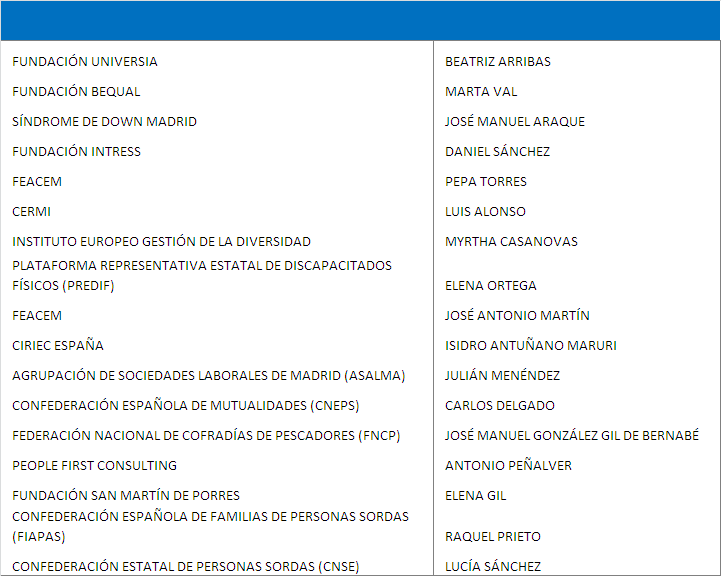 FUNDACIÓN UNIVERSIA BEATRIZ ARRIBAS
FUNDACIÓN BEQUAL MARTA VAL
SÍNDROME DE DOWN MADRID JOSÉ MANUEL ARAQUE
FUNDACIÓN INTRESS DANIEL SÁNCHEZ
FEACEM PEPA TORRES
CERMI LUIS ALONSO
INSTITUTO EUROPEO GESTIÓN DE LA DIVERSIDAD MYRTHA CASANOVAS
PLATAFORMA REPRESENTATIVA ESTATAL DE DISCAPACITADOS
FÍSICOS (PREDIF) ELENA ORTEGA
FEACEM JOSÉ ANTONIO MARTÍN
CIRIEC ESPAÑA ISIDRO ANTUÑANO MARURI
AGRUPACIÓN DE SOCIEDADES LABORALES DE MADRID (ASALMA) JULIÁN MENÉNDEZ
CONFEDERACIÓN ESPAÑOLA DE MUTUALIDADES (CNEPS) CARLOS DELGADO
FEDERACIÓN NACIONAL DE COFRADÍAS DE PESCADORES (FNCP) JOSÉ MANUEL GONZÁLEZ GIL DE BERNABÉ
PEOPLE FIRST CONSULTING ANTONIO PEÑALVER
FUNDACIÓN SAN MARTÍN DE PORRES ELENA GIL
CONFEDERACIÓN ESPAÑOLA DE FAMILIAS DE PERSONAS SORDAS
(FIAPAS) RAQUEL PRIETO
CONFEDERACIÓN ESTATAL DE PERSONAS SORDAS (CNSE) LUCÍA SÁNCHEZ